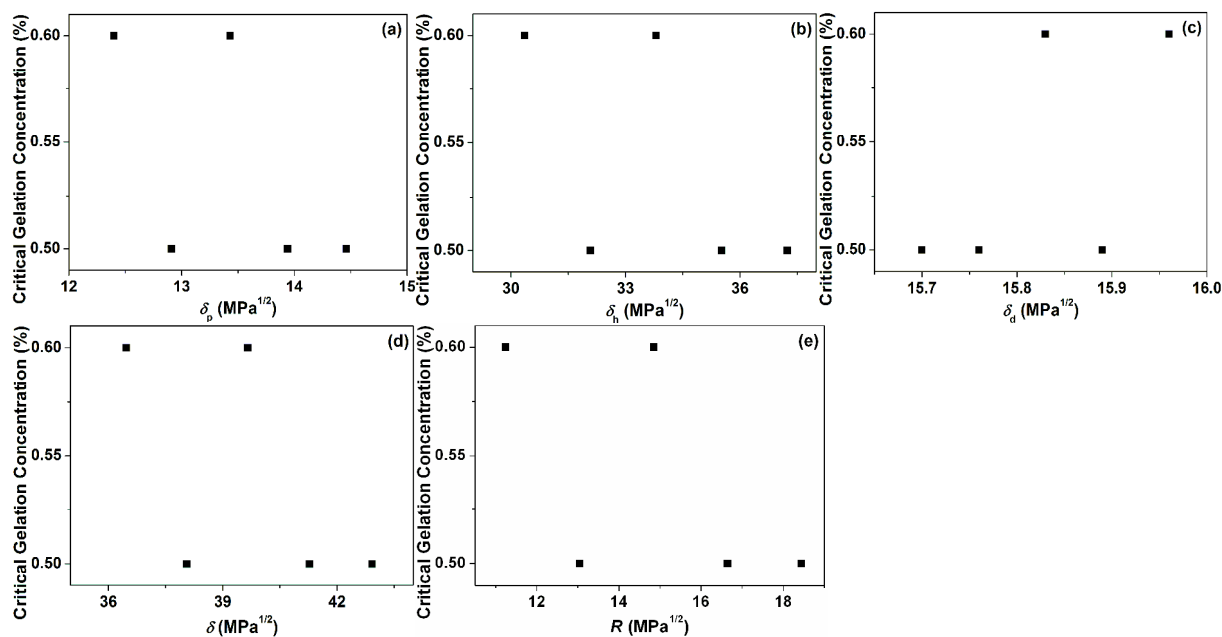 Critical Gelation Concentration (%)
0.60
0.55
0.50
12
13
14
15
δp (MPa1/2)
(a)
Critical Gelation Concentration (%)
0.60
0.55
0.50
30
33
36
δh (MPa1/2)
(b)
Critical Gelation Concentration (%)
0.60
0.55
0.50
15.7
15.8
15.9
16.0
δd (MPa1/2)
(c)
Critical Gelation Concentration (%)
0.60
0.55
0.50
36
39
42
δ (MPa1/2)
(d)
Critical Gelation Concentration (%)
0.60
0.55
0.50
12
14
16
18
R (MPa1/2)
(e)